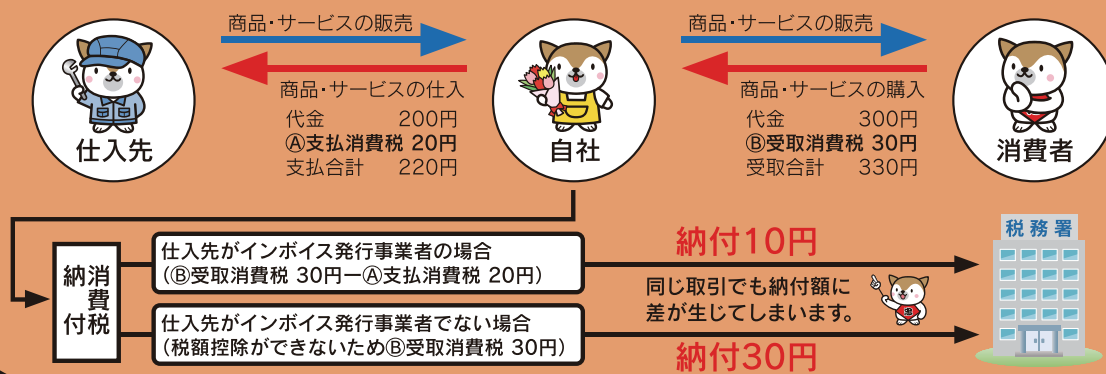 商品・サービスの販売
商品・サービスの仕入
代金 200円
Ⓐ支払消費税 20円
支払合計 220円
仕入先
自社
商品・サービスの販売
商品・サービスの購入
代金 300円
Ⓑ受取消費税 30円
受取合計 330円
消費者
消費税
納付
仕入先がインボイス発行事業者の場合
(Ⓑ受取消費税 30円ーⒶ支払消費税 20円)
納付10円
仕入先がインボイス発行事業者でない場合
(税額控除ができないためⒷ受取消費税 30円)
納付30円
同じ取引でも納付額に
差が生じてしまいます。
税務署